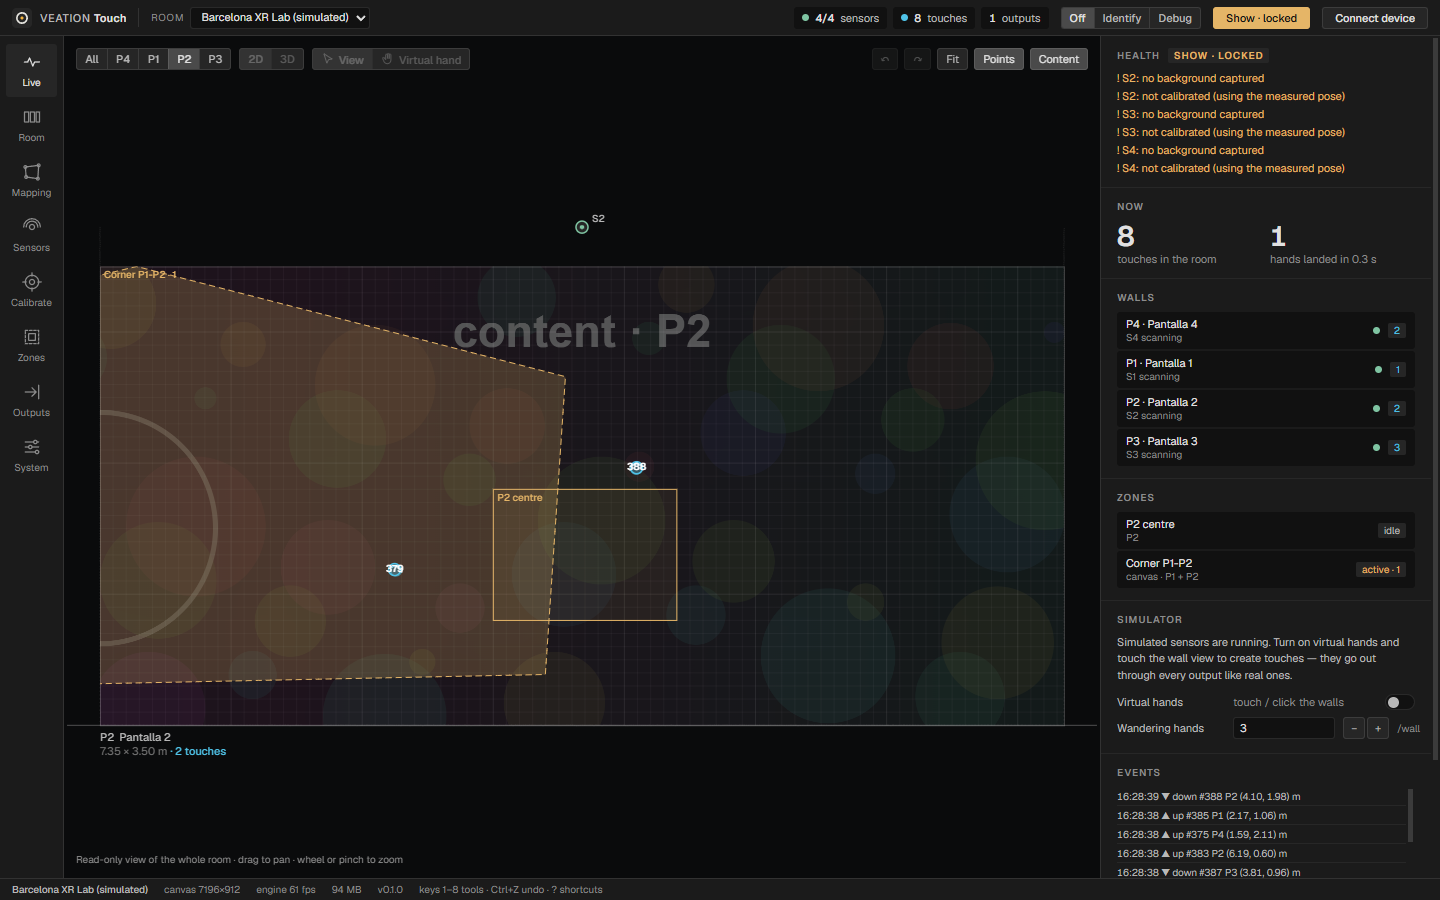 VEATION Touch
ROOM
Barcelona XR Lab (simulated)
4/4 sensors
8 touches
1 outputs
Off
Identify
Debug
Show · locked
Connect device
Live
Room
Mapping
Sensors
Calibrate
Zones
Outputs
System
All
P4
P1
P2
P3
2D
3D
View
Virtual hand
Fit
Points
Content
S2
Corner P1-P2 1
content · P2
388
P2 centre
379
P2 Pantalla 2
7.35 × 3.50 m · 2 touches
Read-only view of the whole room · drag to pan · wheel or pinch to zoom
HEALTH
SHOW · LOCKED
! S2: no background captured
! S2: not calibrated (using the measured pose)
! S3: no background captured
! S3: not calibrated (using the measured pose)
! S4: no background captured
! S4: not calibrated (using the measured pose)
NOW
8
touches in the room
1
hands landed in 0.3 s
WALLS
P4 · Pantalla 4
S4 scanning
2
P1 · Pantalla 1
S1 scanning
1
P2 · Pantalla 2
S2 scanning
2
P3 · Pantalla 3
S3 scanning
3
ZONES
P2 centre
P2
idle
Corner P1-P2
canvas · P1 + P2
active · 1
SIMULATOR
Simulated sensors are running. Turn on virtual hands and
touch the wall view to create touches — they go out
through every output like real ones.
Virtual hands
touch / click the walls
Wandering hands
3
−
+
/wall
EVENTS
16:28:39 ▼ down #388 P2 (4.10, 1.98) m
16:28:38 ▲ up #385 P1 (2.17, 1.06) m
16:28:38 ▲ up #375 P4 (1.59, 2.11) m
16:28:38 ▲ up #383 P2 (6.19, 0.60) m
16:28:38 ▼ down #387 P3 (3.81, 0.96) m
Barcelona XR Lab (simulated)
canvas 7196×912
engine 61 fps
94 MB
v0.1.0
keys 1–8 tools · Ctrl+Z undo · ? shortcuts